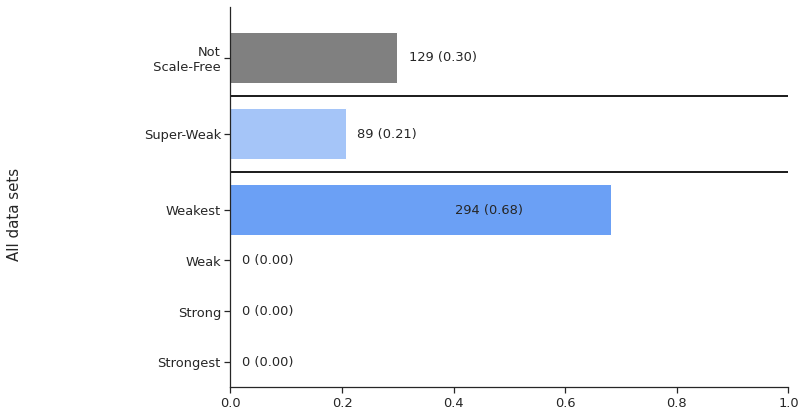 Not
Scale-Free
129 (0.30)
Super-Weak
89 (0.21)
Weakest
294 (0.68)
Weak
0 (0.00)
Strong
0 (0.00)
Strongest
0 (0.00)
All data sets
0.0 0.2 0.4 0.6 0.8 1.0